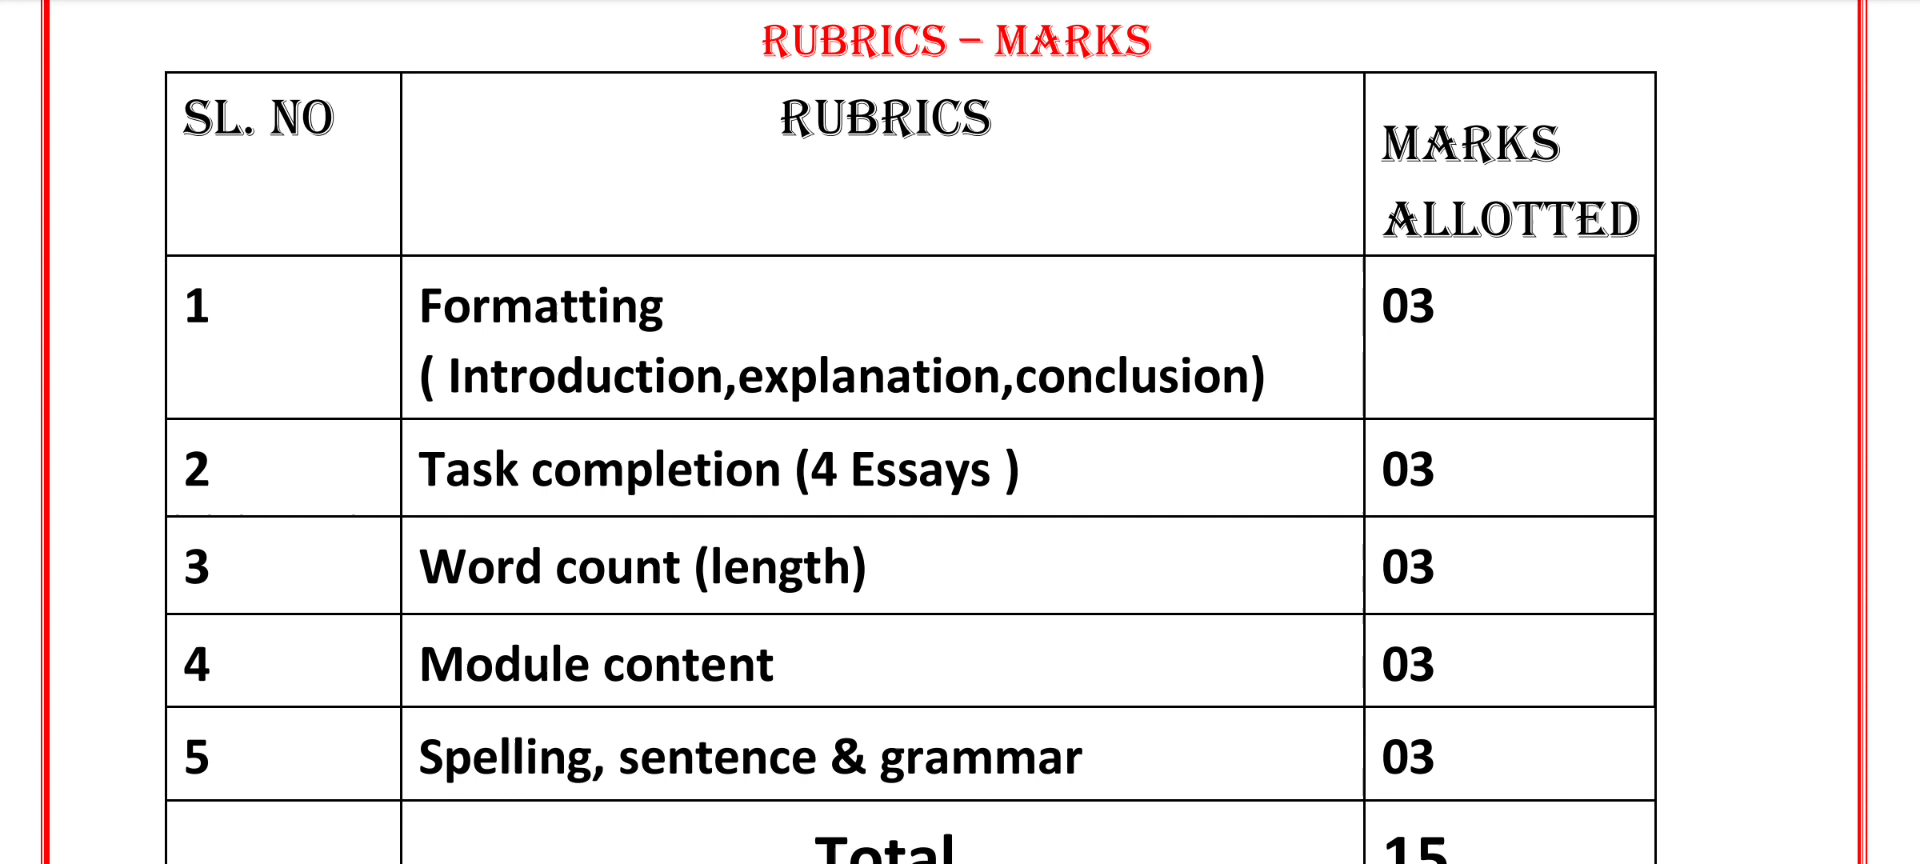 RUBRICS – MARKS
SL. NO RUBRICS MARKS ALLOTTED
1 Formatting 03
( Introduction,explanation,conclusion)
2 Task completion (4 Essays ) 03
3 Word count (length) 03
4 Module content 03
5 Spelling, sentence & grammar 03
Total 15